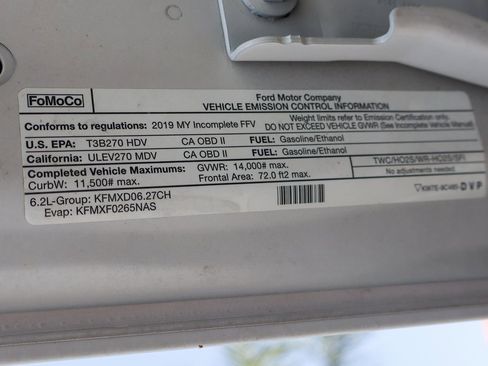 FoMoCo
Ford Motor Company
VEHICLE EMISSION CONTROL INFORMATION
Conforms to regulations: 2019 MY Incomplete FFV
Weight limits refer to Emission Certification only.
DO NOT EXCEED VEHICLE GVWR (See Incomplete Vehicle Manual)
U.S. EPA: T3B270 HDV CA OBD II FUEL: Gasoline/Ethanol
California: ULEV270 MDV CA OBD II FUEL: Gasoline/Ethanol
Completed Vehicle Maximums: GVWR: 14,000# max.
CurbW: 11,500# max. Frontal Area: 72.0 ft2 max.
TWC/HO2S/WR-HO2S/SFI
No adjustments needed.
6.2L-Group: KFMXD06.27CH
Evap: KFMXF0265NAS
DVP